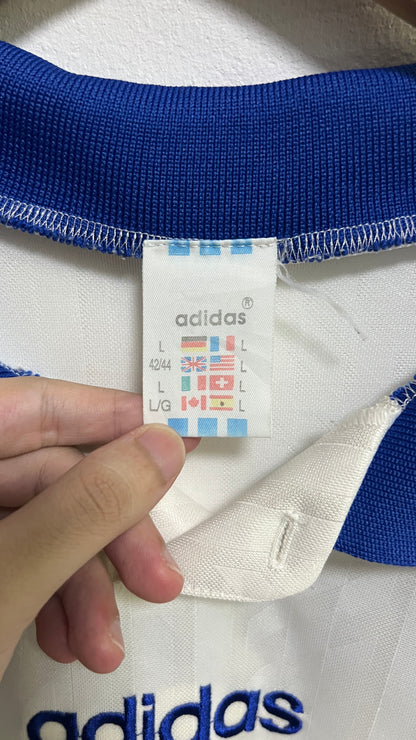 adidas ®
L L
42/44 L
L L
L/G L
adidas